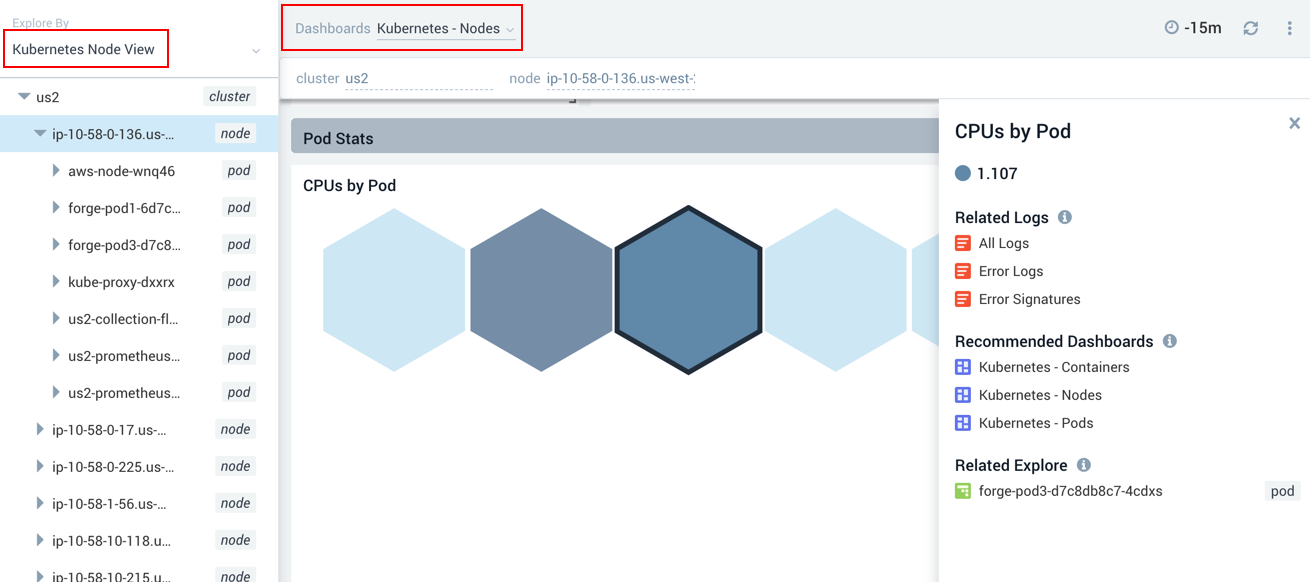 Explore By
Kubernetes Node View
us2 cluster
ip-10-58-0-136.us-... node
aws-node-wnq46 pod
forge-pod1-6d7c... pod
forge-pod3-d7c8... pod
kube-proxy-dxxrx pod
us2-collection-fl... pod
us2-prometheus... pod
us2-prometheus... pod
ip-10-58-0-17.us-... node
ip-10-58-0-225.us-... node
ip-10-58-1-56.us-... node
ip-10-58-10-118.u... node
ip-10-58-10-215.u... node
Dashboards Kubernetes - Nodes
-15m
cluster us2 node ip-10-58-0-136.us-west-
Pod Stats
CPUs by Pod
CPUs by Pod
1.107
Related Logs
All Logs
Error Logs
Error Signatures
Recommended Dashboards
Kubernetes - Containers
Kubernetes - Nodes
Kubernetes - Pods
Related Explore
forge-pod3-d7c8db8c7-4cdxs pod